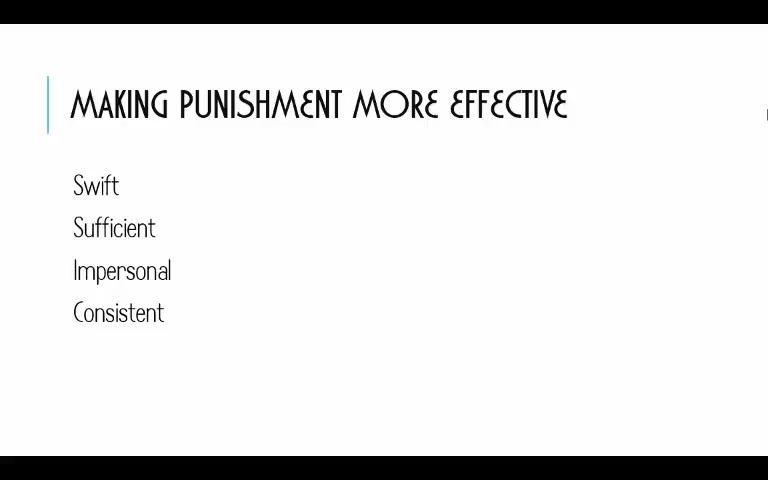 MAKING PUNISHMENT MORE EFFECTIVE
Swift
Sufficient
Impersonal
Consistent